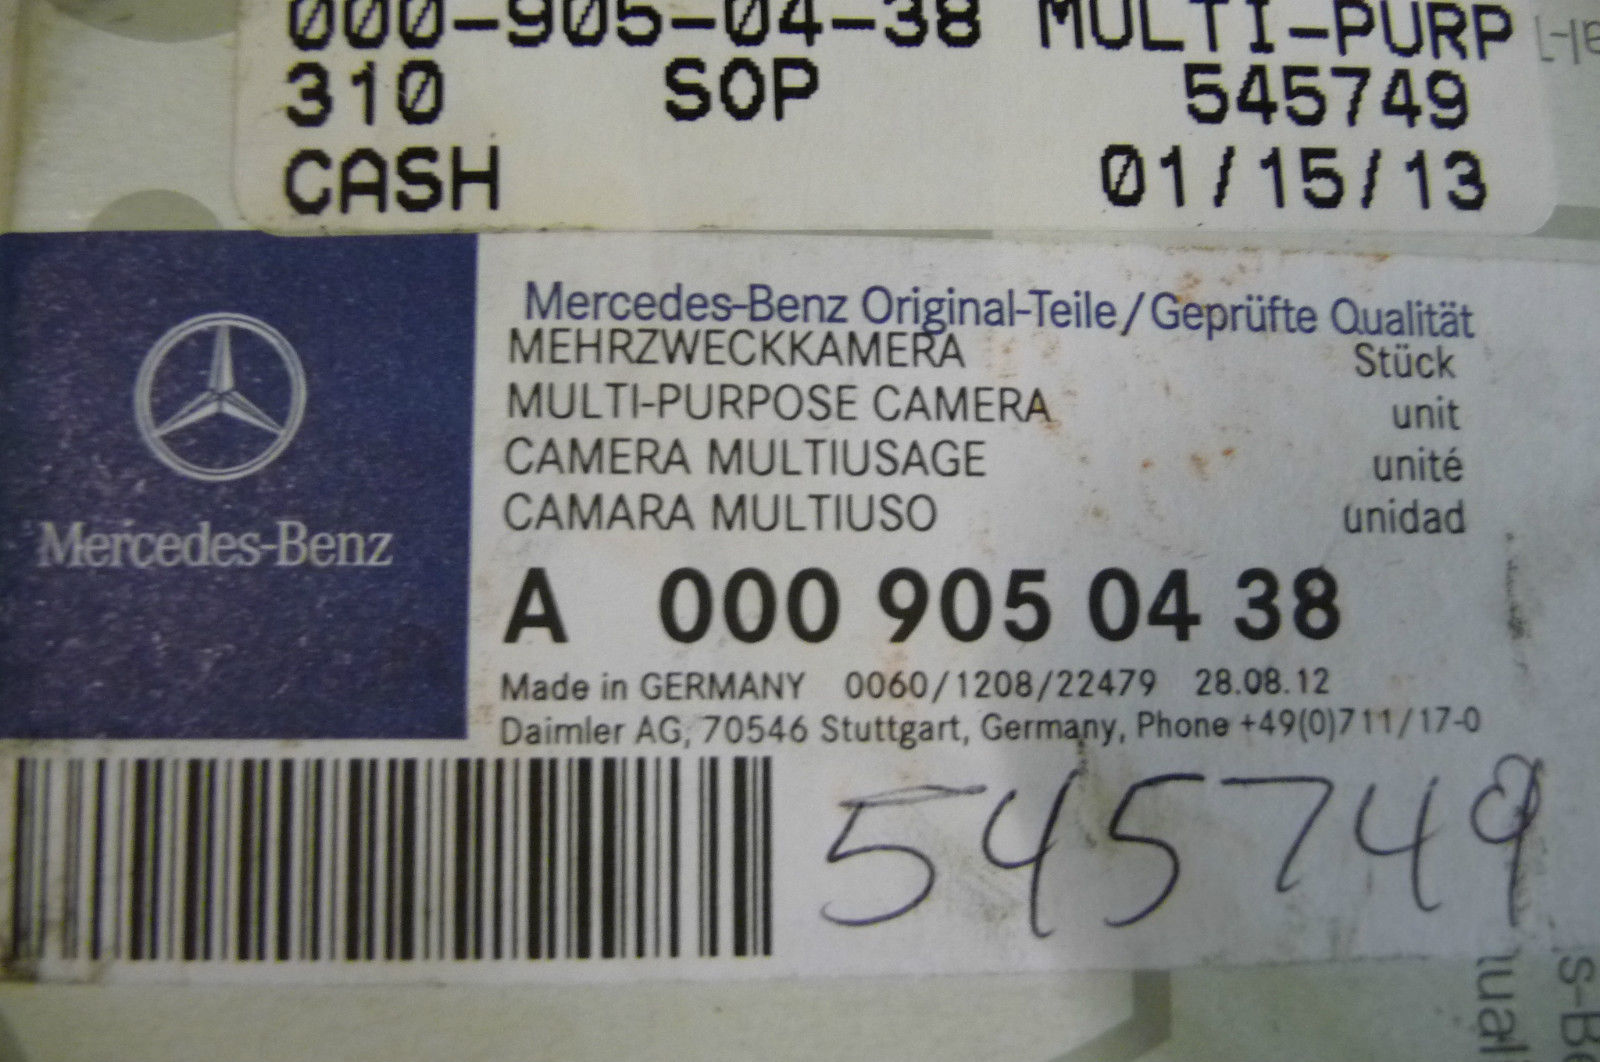 000-905-04-38 MULTI-PURP
310 SOP 545749
CASH 01/15/13
Mercedes-Benz
Mercedes-Benz Original-Teile/Geprüfte Qualität
MEHRZWECKKAMERA Stück
MULTI-PURPOSE CAMERA unit
CAMERA MULTIUSAGE unité
CAMARA MULTIUSO unidad
A 000 905 04 38
Made in GERMANY 0060/1208/22479 28.08.12
Daimler AG, 70546 Stuttgart, Germany, Phone +49(0)711/17-0
545749